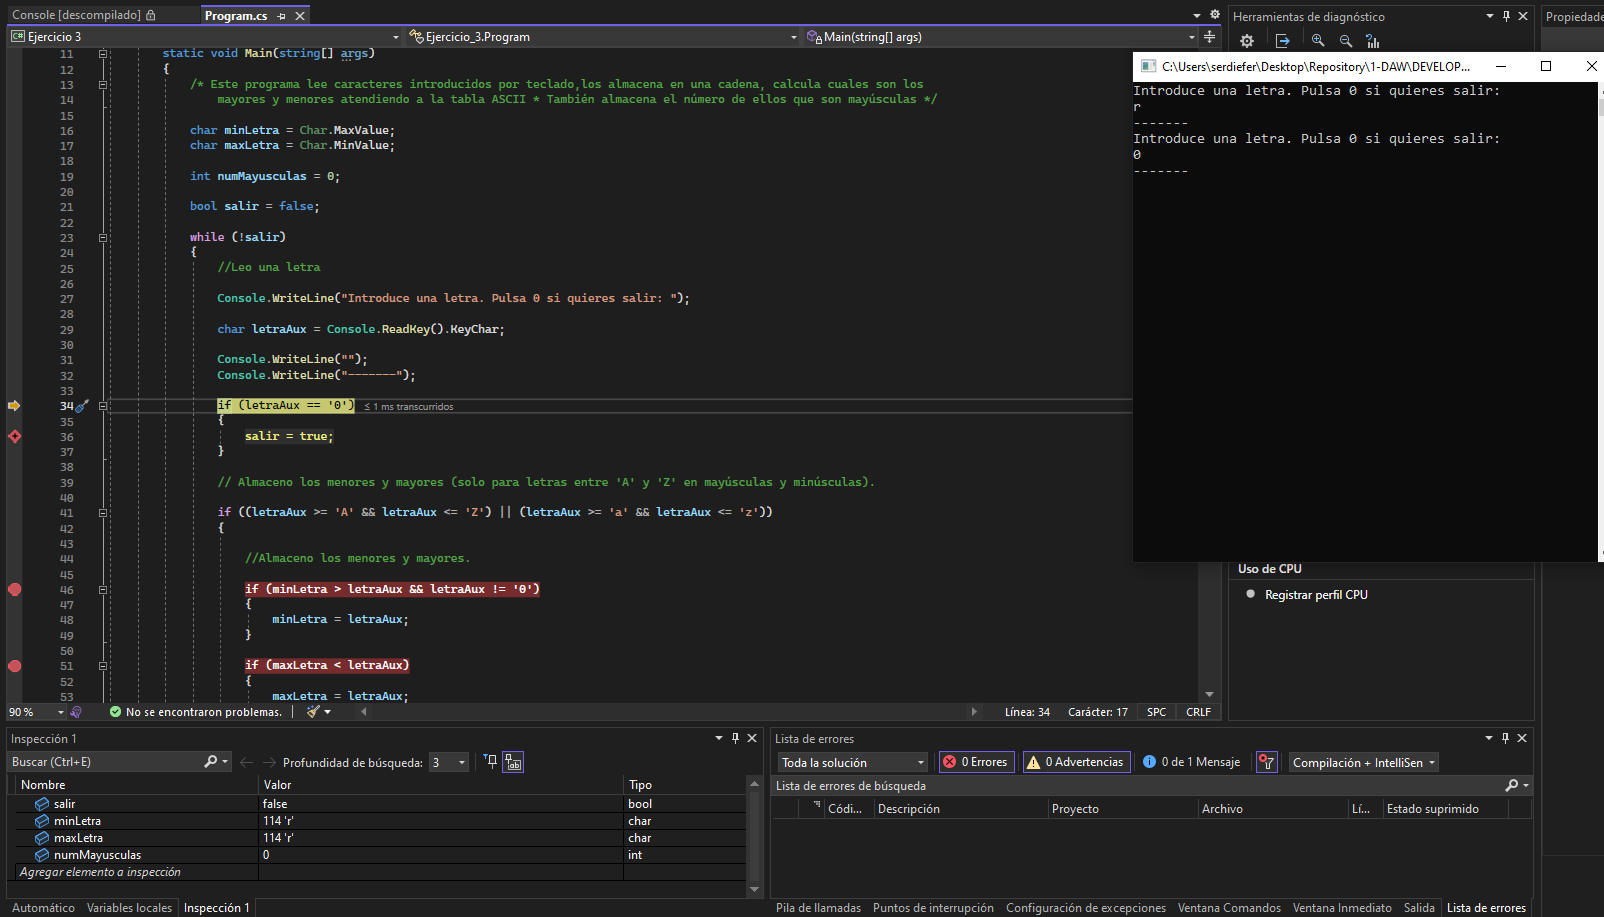 Console [descompilado]
Program.cs
Herramientas de diagnóstico
Propiedade
C# Ejercicio 3
Ejercicio_3.Program
Main(string[] args)
11 static void Main(string[] args)
12 {
13 /* Este programa lee caracteres introducidos por teclado,los almacena en una cadena, calcula cuales son los
14 mayores y menores atendiendo a la tabla ASCII * También almacena el número de ellos que son mayúsculas */
15
16 char minLetra = Char.MaxValue;
17 char maxLetra = Char.MinValue;
18
19 int numMayusculas = 0;
20
21 bool salir = false;
22
23 while (!salir)
24 {
25 //Leo una letra
26
27 Console.WriteLine("Introduce una letra. Pulsa 0 si quieres salir: ");
28
29 char letraAux = Console.ReadKey().KeyChar;
30
31 Console.WriteLine("");
32 Console.WriteLine("-------");
33
34 if (letraAux == '0') ≤ 1 ms transcurridos
35 {
36 salir = true;
37 }
38
39 // Almaceno los menores y mayores (solo para letras entre 'A' y 'Z' en mayúsculas y minúsculas).
40
41 if ((letraAux >= 'A' && letraAux <= 'Z') || (letraAux >= 'a' && letraAux <= 'z'))
42 {
43
44 //Almaceno los menores y mayores.
45
46 if (minLetra > letraAux && letraAux != '0')
47 {
48 minLetra = letraAux;
49 }
50
51 if (maxLetra < letraAux)
52 {
53 maxLetra = letraAux;
C:\Users\serdiefer\Desktop\Repository\1-DAW\DEVELOP...
Introduce una letra. Pulsa 0 si quieres salir:
r
-------
Introduce una letra. Pulsa 0 si quieres salir:
0
-------
Uso de CPU
Registrar perfil CPU
90 %
No se encontraron problemas.
Línea: 34
Carácter: 17
SPC
CRLF
Inspección 1
Buscar (Ctrl+E)
Profundidad de búsqueda: 3
Nombre Valor Tipo
salir false bool
minLetra 114 'r' char
maxLetra 114 'r' char
numMayusculas 0 int
Agregar elemento a inspección
Automático Variables locales Inspección 1
Lista de errores
Toda la solución
0 Errores
0 Advertencias
0 de 1 Mensaje
Compilación + IntelliSen
Lista de errores de búsqueda
Códi... Descripción Proyecto Archivo Lí... Estado suprimido
Pila de llamadas Puntos de interrupción Configuración de excepciones Ventana Comandos Ventana Inmediato Salida Lista de errores